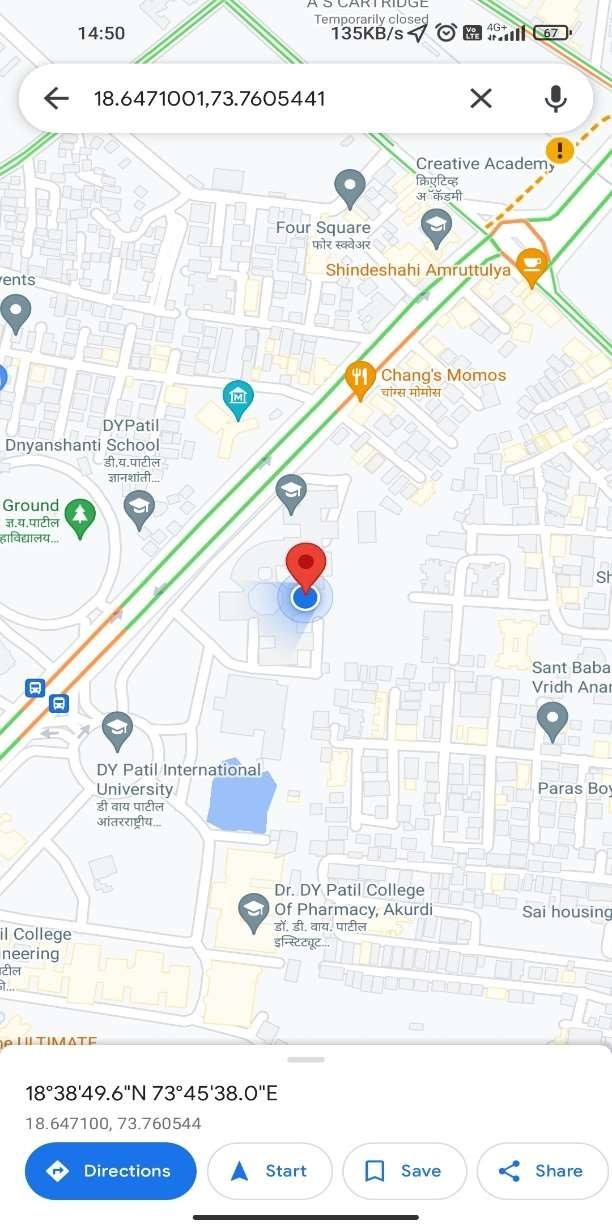 A S CARTRIDGE
Temporarily closed
14:50
135KB/s
Vo
LTE
4G+
67
18.6471001,73.7605441
Creative Academy
क्रिएटिव्ह
अॅकॅडमी
Four Square
फोर स्क्वेअर
Shindeshahi Amruttulya
vents
Chang's Momos
चांग्स मोमोस
DYPatil
Dnyanshanti School
डी.य.पाटील
ज्ञानशांती...
Ground
ज्ञ.य.पाटील
हाविद्यालय...
Sh
Sant Baba
Vridh Anan
DY Patil International
University
डी वाय पाटील
आंतरराष्ट्रीय...
Paras Boy
Dr. DY Patil College
Of Pharmacy, Akurdi
डॉ. डी. वाय. पाटील
इन्स्टिट्यूट...
Sai housing
il College
neering
टील
ने ULTIMATE
18°38'49.6"N 73°45'38.0"E
18.647100, 73.760544
Directions
Start
Save
Share